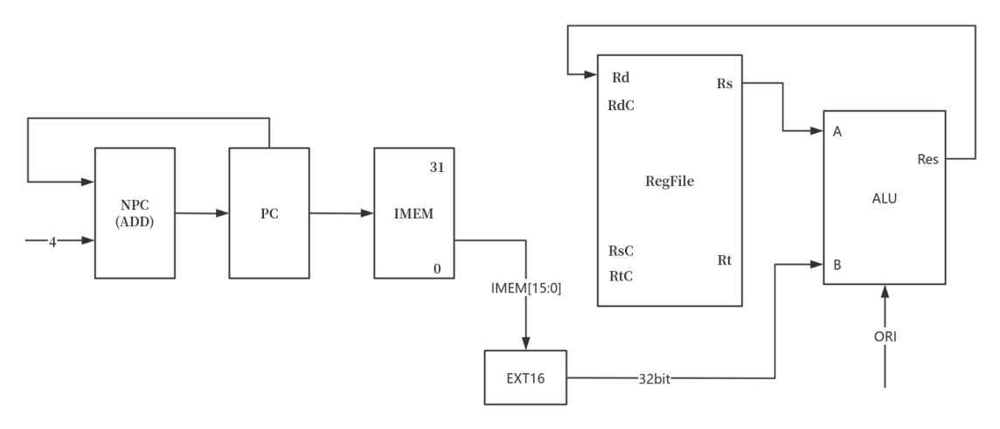 NPC
(ADD)
4
PC
31
IMEM
0
IMEM[15:0]
EXT16
32bit
Rd
RdC
Rs
RegFile
RsC
RtC
Rt
A
Res
ALU
B
ORI